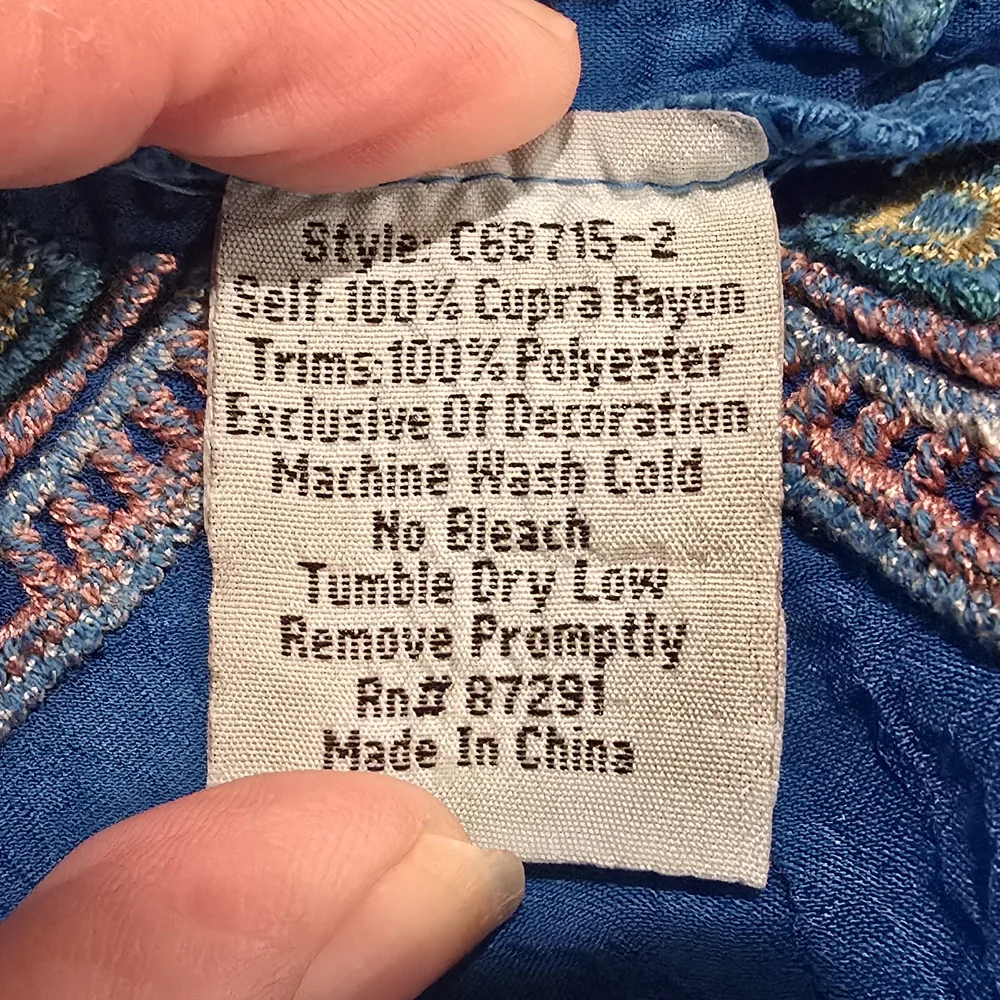 Style: C68715-2
Self: 100% Cupra Rayon
Trims: 100% Polyester
Exclusive Of Decoration
Machine Wash Cold
No Bleach
Tumble Dry Low
Remove Promptly
Rn# 87291
Made In China